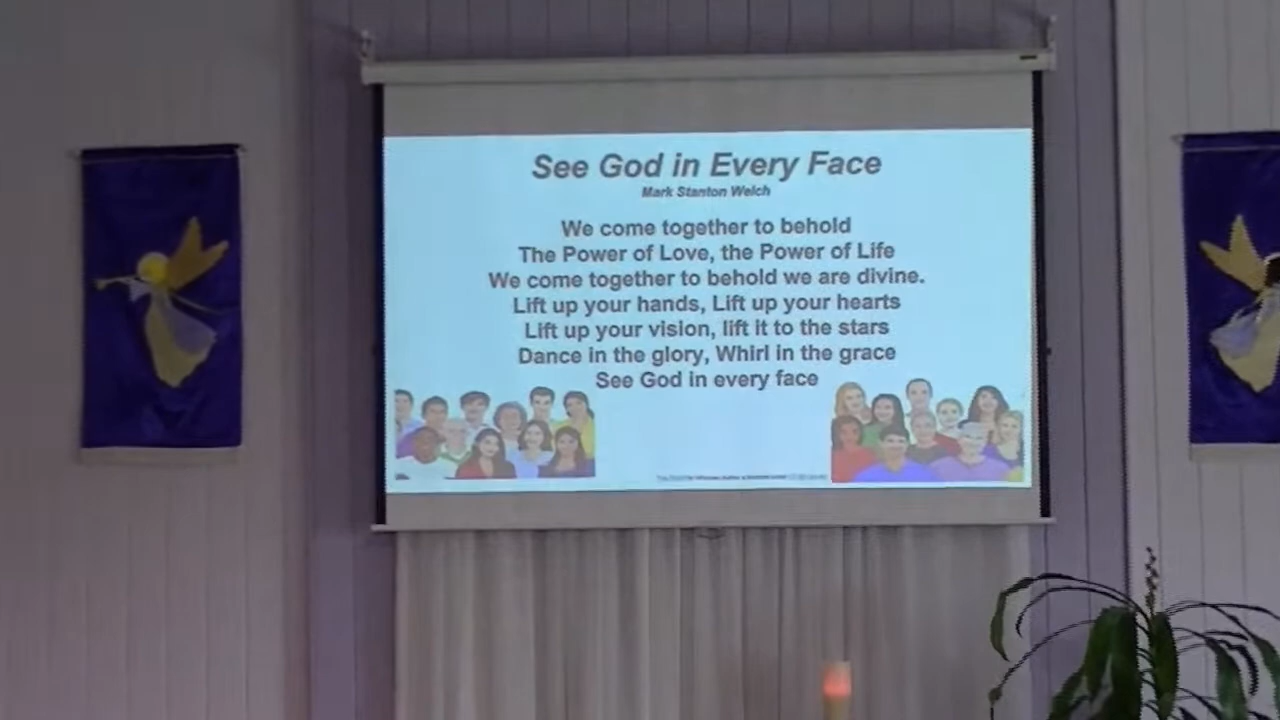 See God in Every Face
Mark Stanton Welch
We come together to behold
The Power of Love, the Power of Life
We come together to behold we are divine.
Lift up your hands, Lift up your hearts
Lift up your vision, lift it to the stars
Dance in the glory, Whirl in the grace
See God in every face